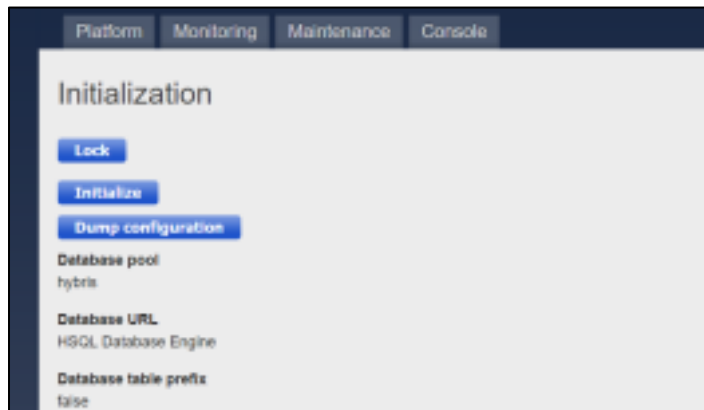 Platform Monitoring Maintenance Console
Initialization
Lock
Initialize
Dump configuration
Database pool
hybris
Database URL
HSQL Database Engine
Database table prefix
false